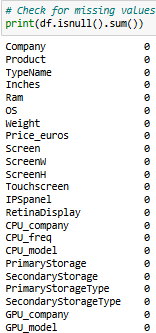 # Check for missing values
print(df.isnull().sum())
Company 0
Product 0
TypeName 0
Inches 0
Ram 0
OS 0
Weight 0
Price_euros 0
Screen 0
ScreenW 0
ScreenH 0
Touchscreen 0
IPSpanel 0
RetinaDisplay 0
CPU_company 0
CPU_freq 0
CPU_model 0
PrimaryStorage 0
SecondaryStorage 0
PrimaryStorageType 0
SecondaryStorageType 0
GPU_company 0
GPU_model 0